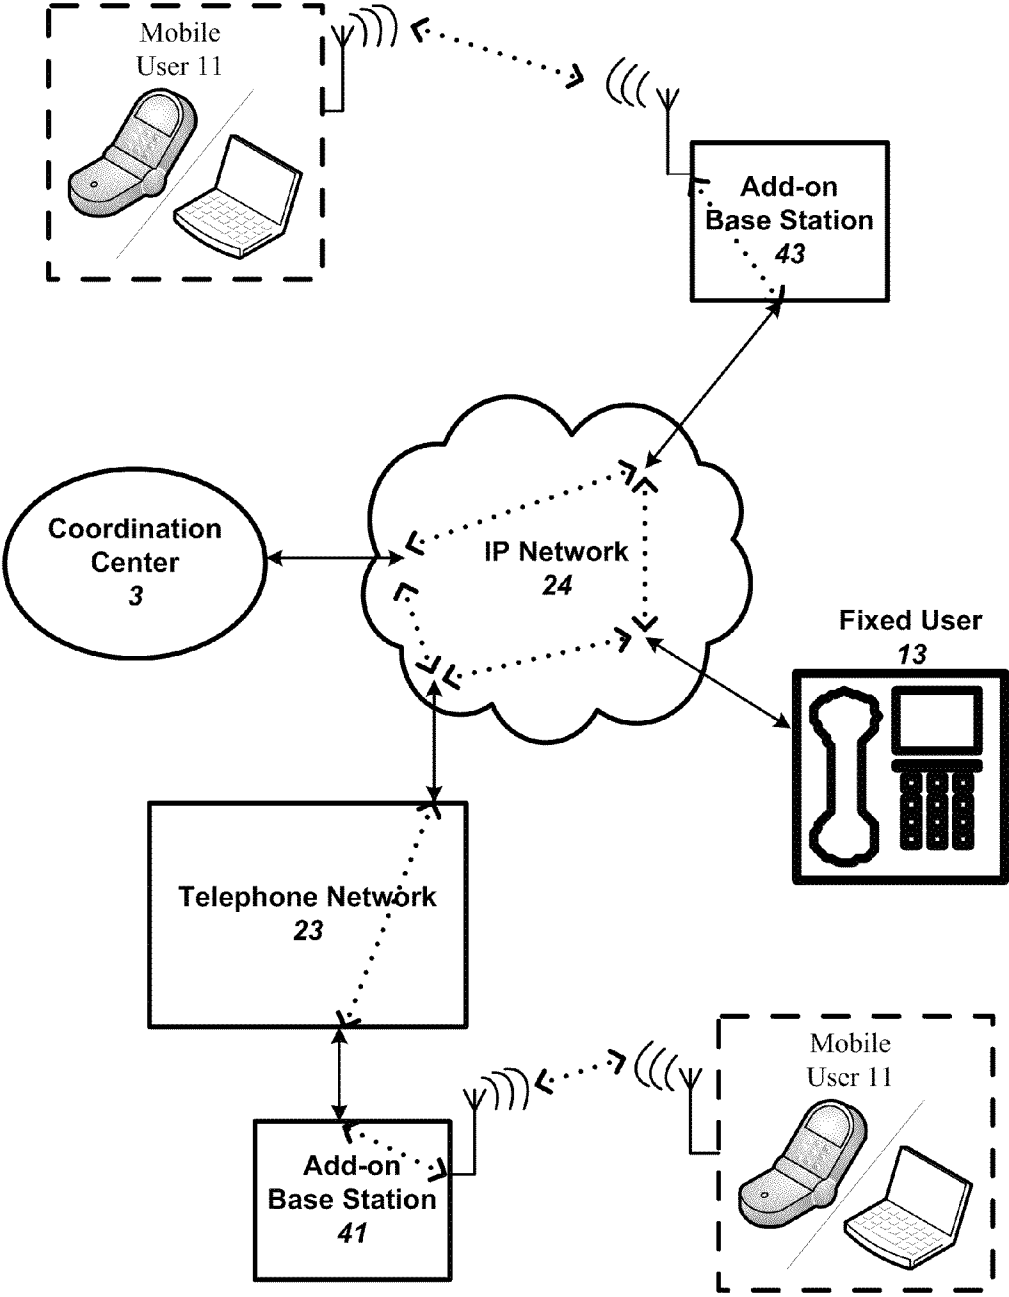 Mobile
User 11
Add-on
Base Station
43
Coordination
Center
3
IP Network
24
Fixed User
13
Telephone Network
23
Mobile
User 11
Add-on
Base Station
41